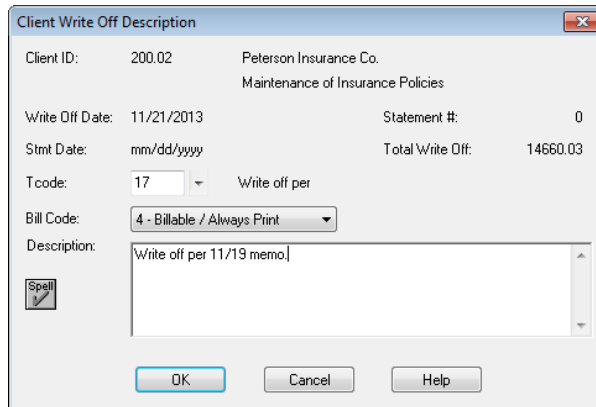 Client Write Off Description
Client ID: 200.02 Peterson Insurance Co.
Maintenance of Insurance Policies
Write Off Date: 11/21/2013 Statement #: 0
Stmt Date: mm/dd/yyyy Total Write Off: 14660.03
Tcode: 17 Write off per
Bill Code: 4 - Billable / Always Print
Description: Write off per 11/19 memo.
Spell
OK Cancel Help